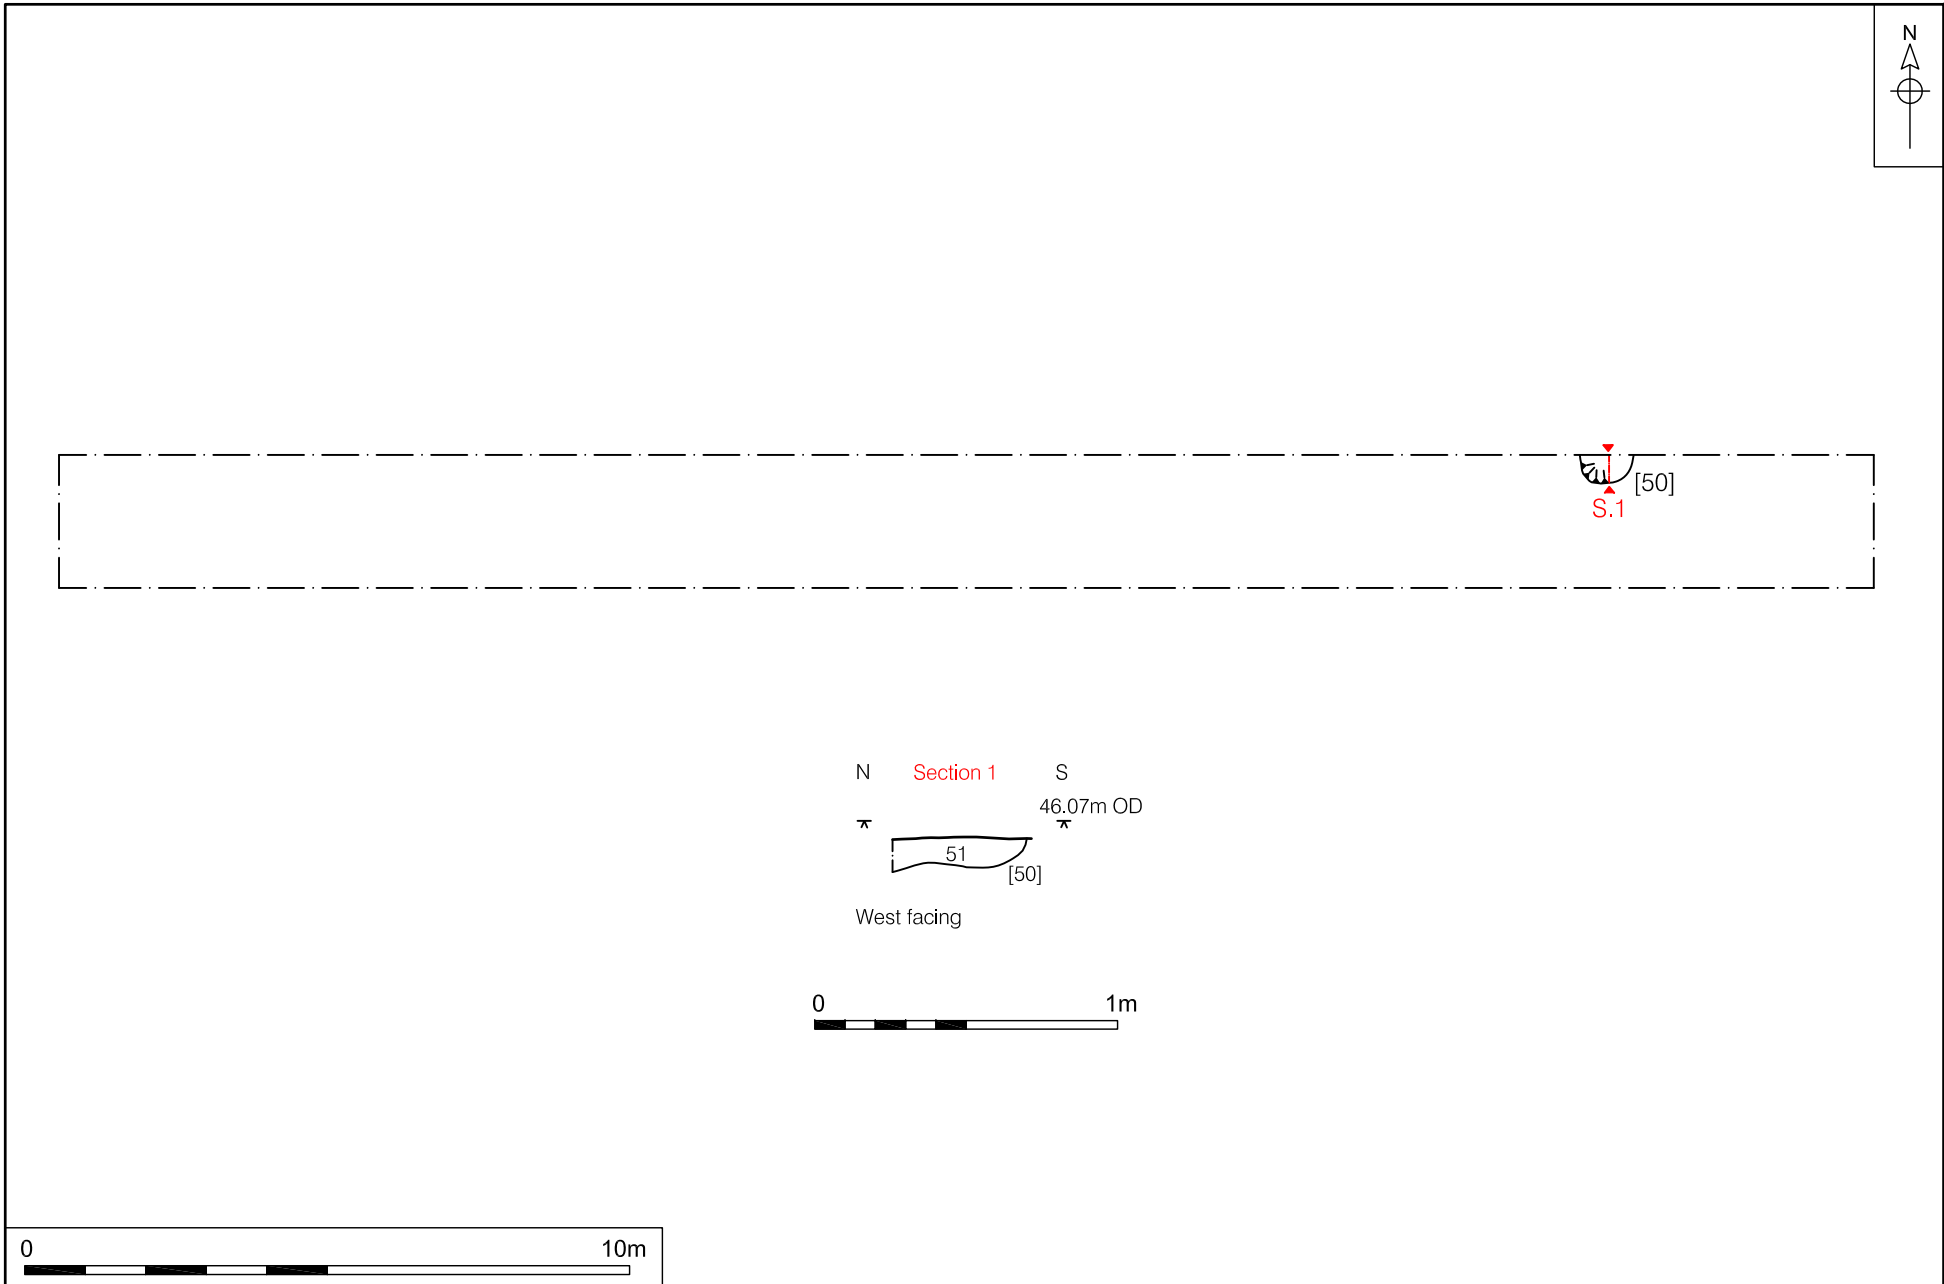 N
[50]
S.1
N Section 1 S
46.07m OD
51
[50]
West facing
0 1m
0 10m